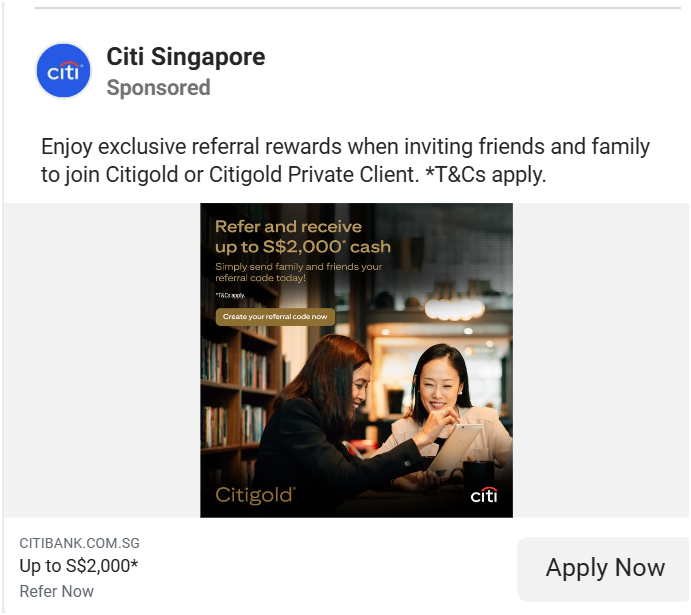 citi
Citi Singapore
Sponsored
Enjoy exclusive referral rewards when inviting friends and family
to join Citigold or Citigold Private Client. *T&Cs apply.
Refer and receive
up to S$2,000* cash
Simply send family and friends your
referral code today!
*T&Cs apply.
Create your referral code now
Citigold®
citi
CITIBANK.COM.SG
Up to S$2,000*
Refer Now
Apply Now